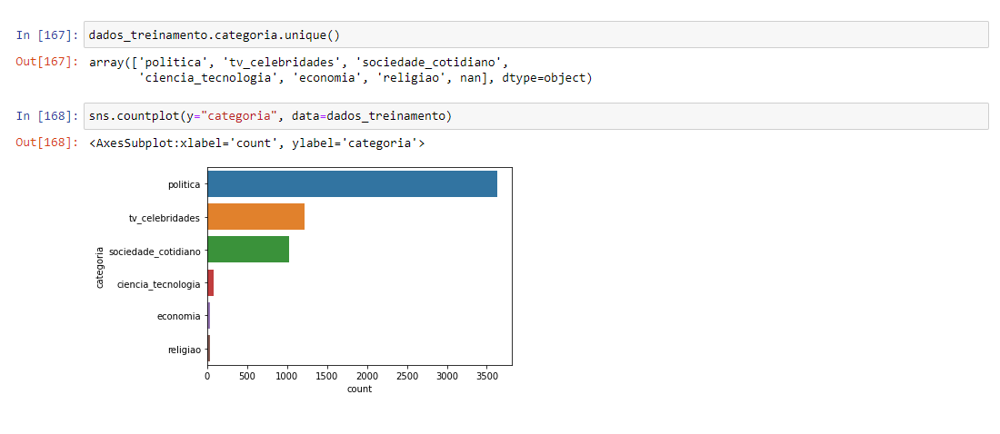 In [167]: dados_treinamento.categoria.unique()
Out[167]: array(['politica', 'tv_celebridades', 'sociedade_cotidiano',
'ciencia_tecnologia', 'economia', 'religiao', nan], dtype=object)
In [168]: sns.countplot(y="categoria", data=dados_treinamento)
Out[168]: <AxesSubplot:xlabel='count', ylabel='categoria'>
politica
tv_celebridades
sociedade_cotidiano
ciencia_tecnologia
economia
religiao
categoria
0 500 1000 1500 2000 2500 3000 3500
count